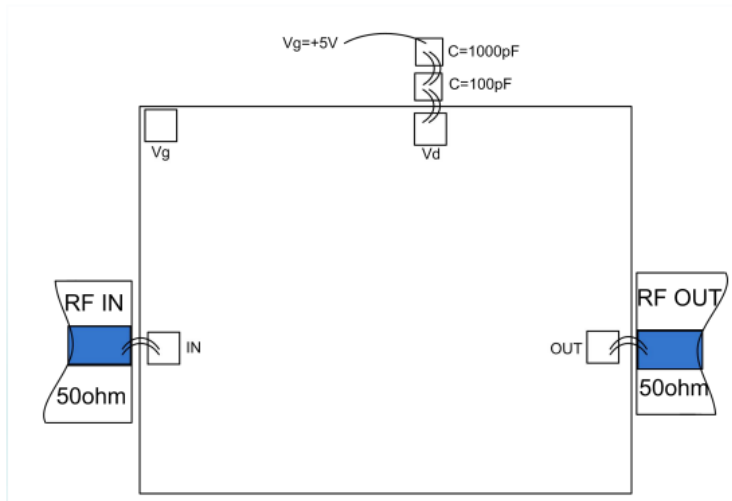 Vg=+5V
C=1000pF
C=100pF
Vg
Vd
RF IN
IN
50ohm
RF OUT
OUT
50ohm